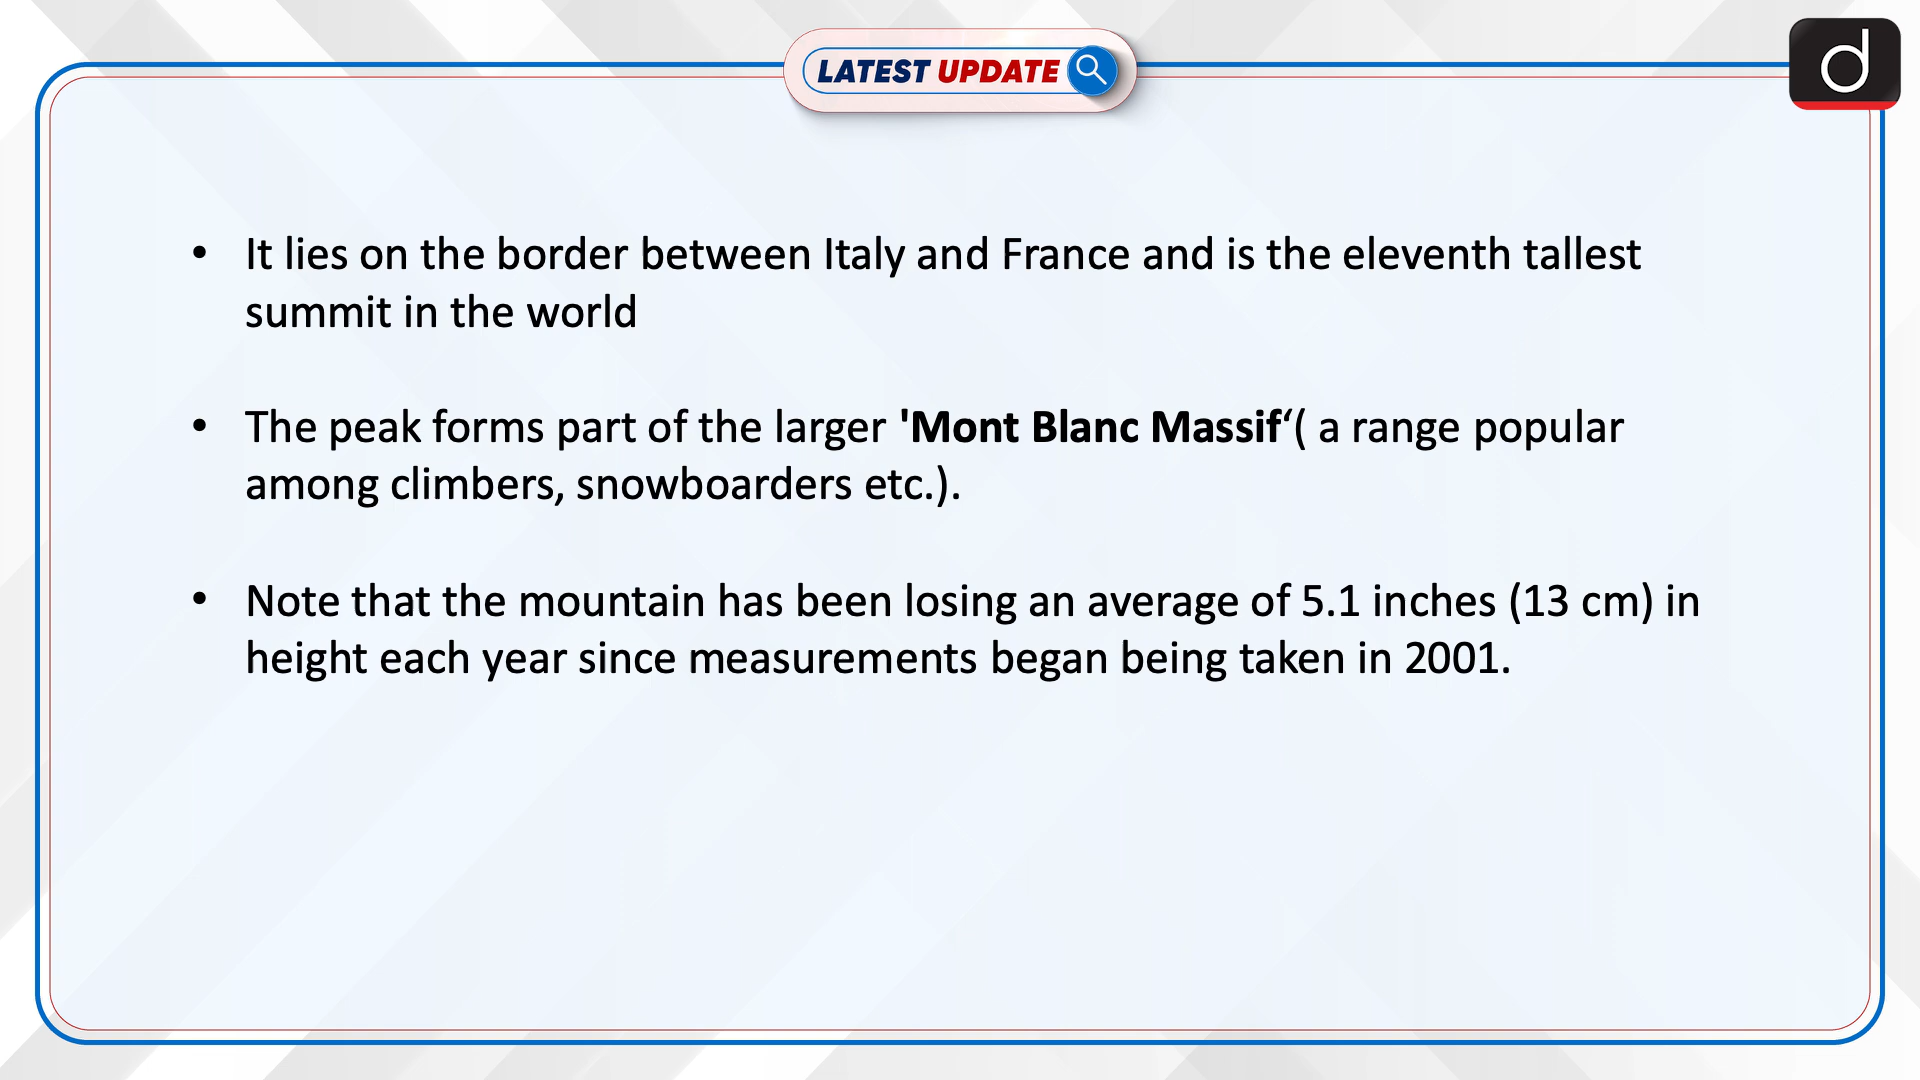 LATEST UPDATE
d
• It lies on the border between Italy and France and is the eleventh tallest
summit in the world
• The peak forms part of the larger 'Mont Blanc Massif‘( a range popular
among climbers, snowboarders etc.).
• Note that the mountain has been losing an average of 5.1 inches (13 cm) in
height each year since measurements began being taken in 2001.